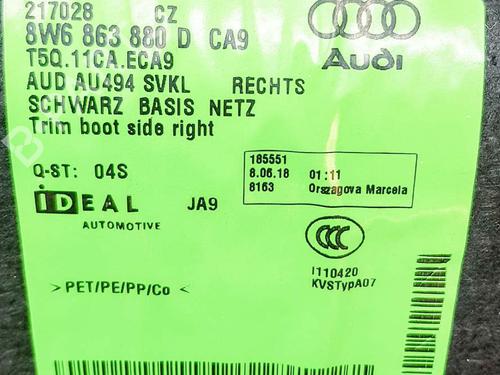 217028 CZ
8W6 863 880 D CA9
T5Q.11CA.ECA9
AUD AU494 SVKL RECHTS
SCHWARZ BASIS NETZ
Trim boot side right
Audi
Q-ST: 04S
185551
8.06.18 01:11
8163 Orszagova Marcela
iDEAL JA9
AUTOMOTIVE
CCC
I110420
KVSTypA07
>PET/PE/PP/Co<